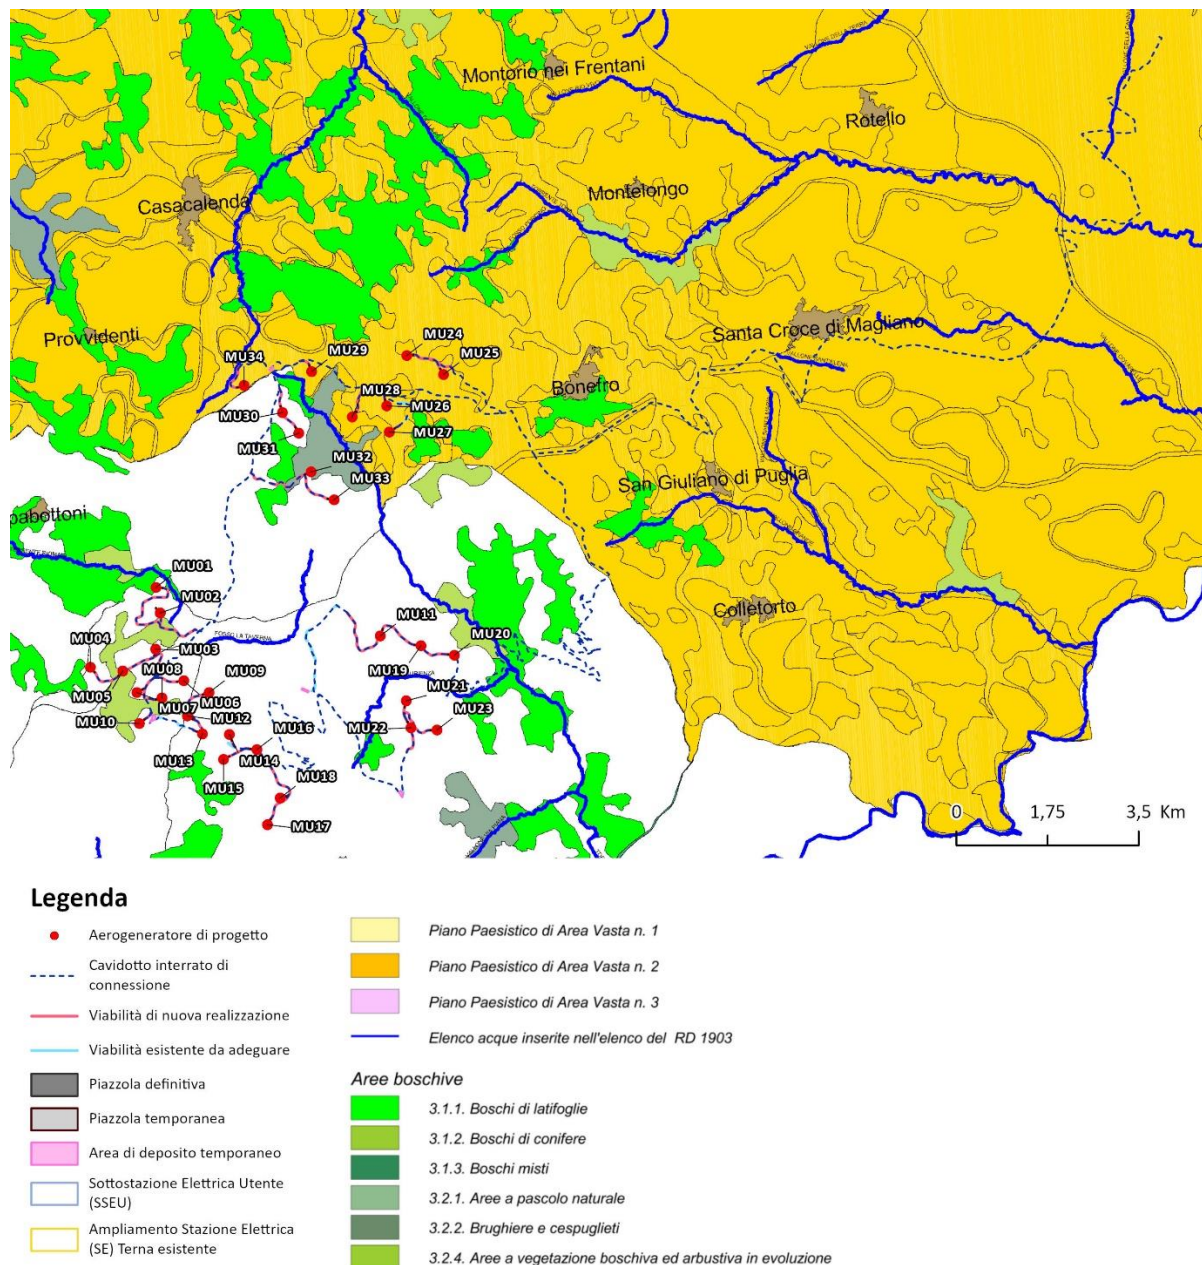 Montorio nei Frentani
Rotello
Casacalenda
Montelongo
Provvidenti
Santa Croce di Magliano
MU24
MU29
MU34
MU25
Bonefro
MU28
MU26
MU30
MU27
MU31
MU32
MU33
San Giuliano di Puglia
pabottoni
MU01
MU02
Colletorto
FOSSO LA TAVERNA
MU11
MU20
MU04
MU03
MU19
MU08
MU09
MU05
MU06
MU21
MU07
MU10
MU12
MU16
MU22
MU23
MU13
MU14
MU15
MU18
MU17
0 1,75 3,5 Km
Legenda
Aerogeneratore di progetto
Cavidotto interrato di
connessione
Viabilità di nuova realizzazione
Viabilità esistente da adeguare
Piazzola definitiva
Piazzola temporanea
Area di deposito temporaneo
Sottostazione Elettrica Utente
(SSEU)
Ampliamento Stazione Elettrica
(SE) Terna esistente
Piano Paesistico di Area Vasta n. 1
Piano Paesistico di Area Vasta n. 2
Piano Paesistico di Area Vasta n. 3
Elenco acque inserite nell'elenco del RD 1903
Aree boschive
3.1.1. Boschi di latifoglie
3.1.2. Boschi di conifere
3.1.3. Boschi misti
3.2.1. Aree a pascolo naturale
3.2.2. Brughiere e cespuglieti
3.2.4. Aree a vegetazione boschiva ed arbustiva in evoluzione